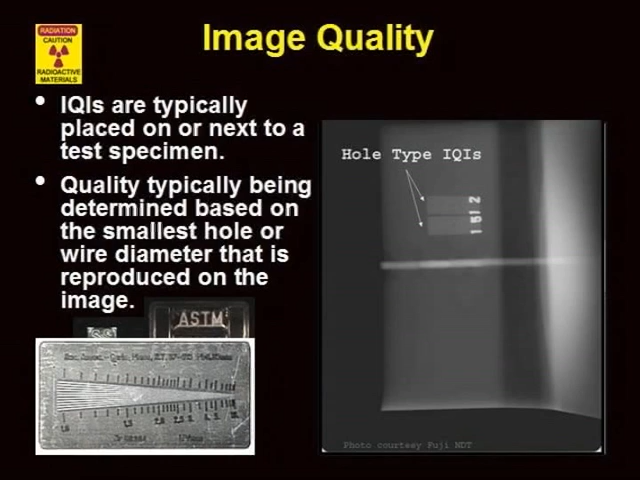 RADIATION
CAUTION
RADIOACTIVE
MATERIALS
Image Quality
• IQIs are typically
placed on or next to a
test specimen.
• Quality typically being
determined based on
the smallest hole or
wire diameter that is
reproduced on the
image.
Hole Type IQIs
12
15
ASTM
Photo courtesy Fuji NDT